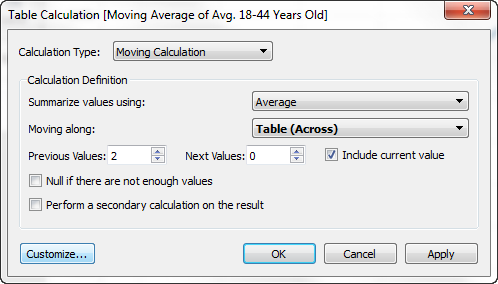 Table Calculation [Moving Average of Avg. 18-44 Years Old]
Calculation Type: Moving Calculation
Calculation Definition
Summarize values using: Average
Moving along: Table (Across)
Previous Values: 2 Next Values: 0 Include current value
Null if there are not enough values
Perform a secondary calculation on the result
Customize... OK Cancel Apply